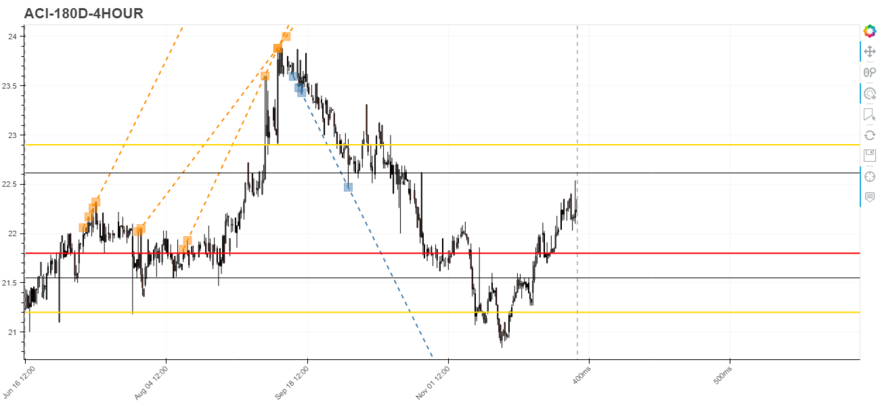 ACI-180D-4HOUR
24
23.5
23
22.5
22
21.5
21
Jun 16 12:00
Aug 04 12:00
Sep 18 12:00
Nov 01 12:00
400ms
500ms